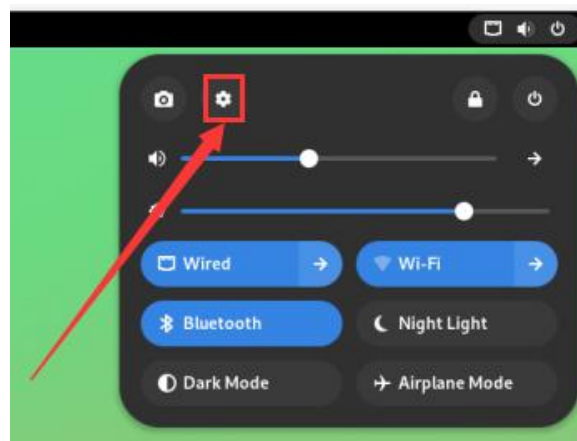 Wired
Wi-Fi
Bluetooth
Night Light
Dark Mode
Airplane Mode